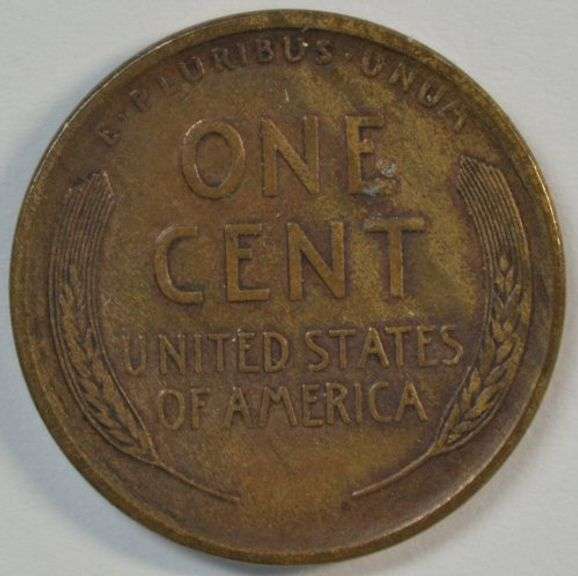 E·PLURIBUS·UNUM
ONE
CENT
UNITED STATES
OF AMERICA